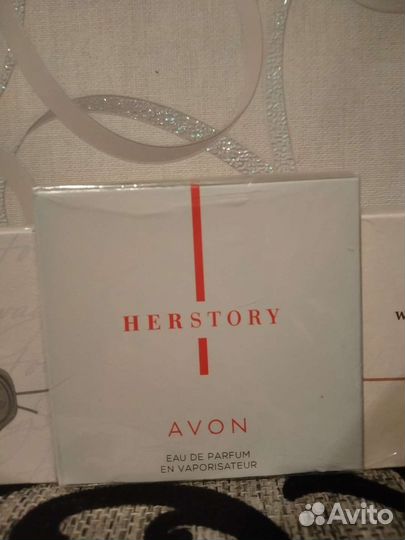 HERSTORY
AVON
EAU DE PARFUM
EN VAPORISATEUR
W
Avito